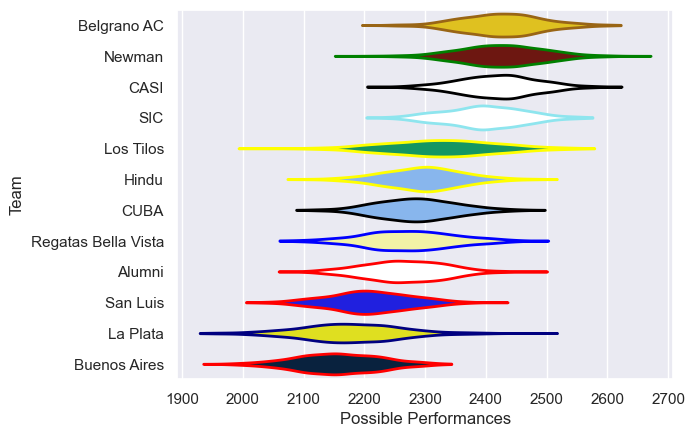 Belgrano AC
Newman
CASI
SIC
Los Tilos
Hindu
CUBA
Regatas Bella Vista
Alumni
San Luis
La Plata
Buenos Aires
Team
1900 2000 2100 2200 2300 2400 2500 2600 2700
Possible Performances